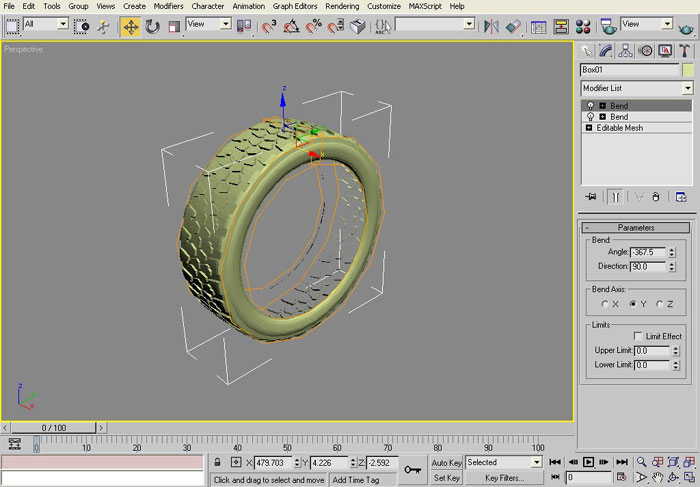 File Edit Tools Group Views Create Modifiers Character Animation Graph Editors Rendering Customize MAXScript Help
All View 3 % ABC View
Perspective
Box01
Modifier List
Bend
Bend
Editable Mesh
z
x
- Parameters
Bend:
Angle: -367.5
Direction: 90.0
Bend Axis:
X Y Z
Limits
Limit Effect
Upper Limit: 0.0
Lower Limit: 0.0
z
x
< 0 / 100 >
0 10 20 30 40 50 60 70 80 90 100
X: 479.703 Y: 4.226 Z: -2.592
Auto Key Selected
Click and drag to select and move Add Time Tag
Set Key Key Filters... 0